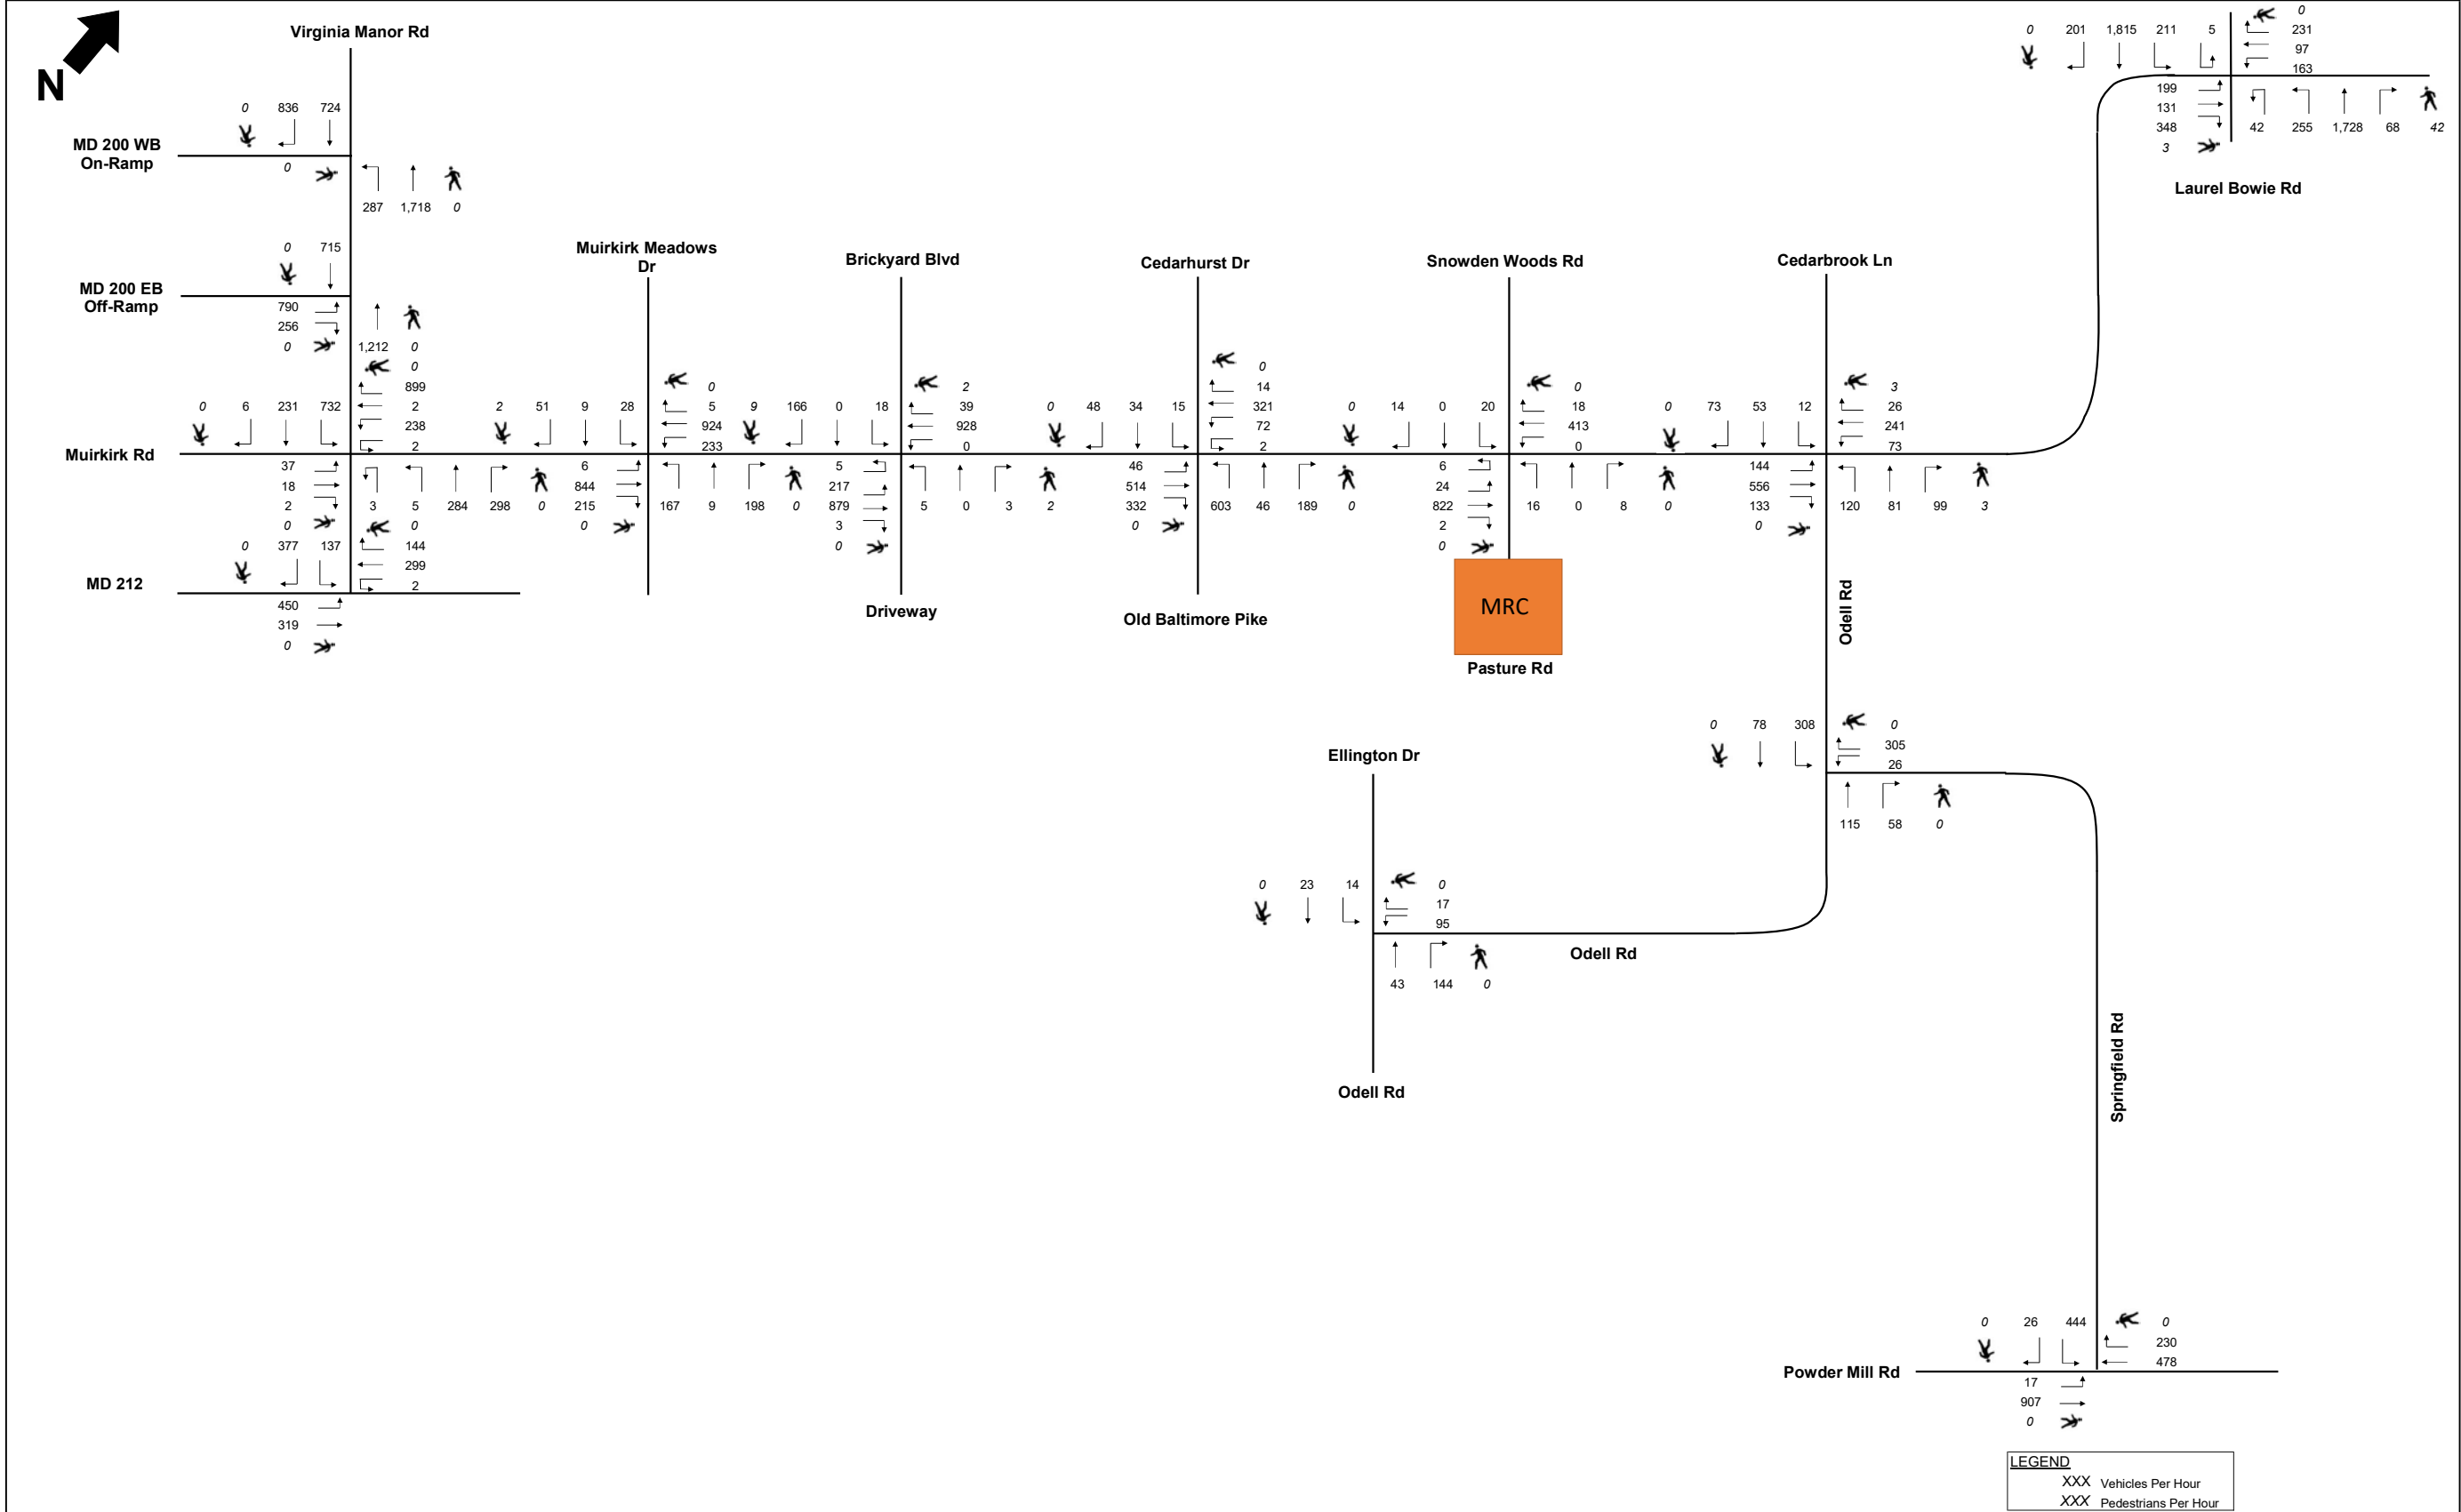 N
Virginia Manor Rd
0 836 724
MD 200 WB
On-Ramp
0
287 1,718 0
0 715
MD 200 EB
Off-Ramp
790
256
0
1,212 0
0
899
2
238
2
0 6 231 732
Muirkirk Rd
37
18
2
0
3 5 284 298 0
0
144
299
2
0 377 137
MD 212
450
319
0
Muirkirk Meadows
Dr
2 51 9 28
0
5
924
233
6
844
215
0
167 9 198 0
Brickyard Blvd
9 166 0 18
2
39
928
0
5
217
879
3
0
5 0 3 2
Driveway
Cedarhurst Dr
0 48 34 15
0
14
321
72
2
46
514
332
0
603 46 189 0
Old Baltimore Pike
Snowden Woods Rd
0 14 0 20
0
18
413
0
6
24
822
2
0
16 0 8 0
MRC
Pasture Rd
Cedarbrook Ln
0 73 53 12
3
26
241
73
144
556
133
0
120 81 99 3
Odell Rd
0 201 1,815 211 5
0
231
97
163
199
131
348
3
42 255 1,728 68 42
Laurel Bowie Rd
0 78 308
0
305
26
115 58 0
Ellington Dr
0 23 14
0
17
95
43 144 0
Odell Rd
Odell Rd
Springfield Rd
0 26 444
0
230
478
Powder Mill Rd
17
907
0
LEGEND
XXX Vehicles Per Hour
XXX Pedestrians Per Hour